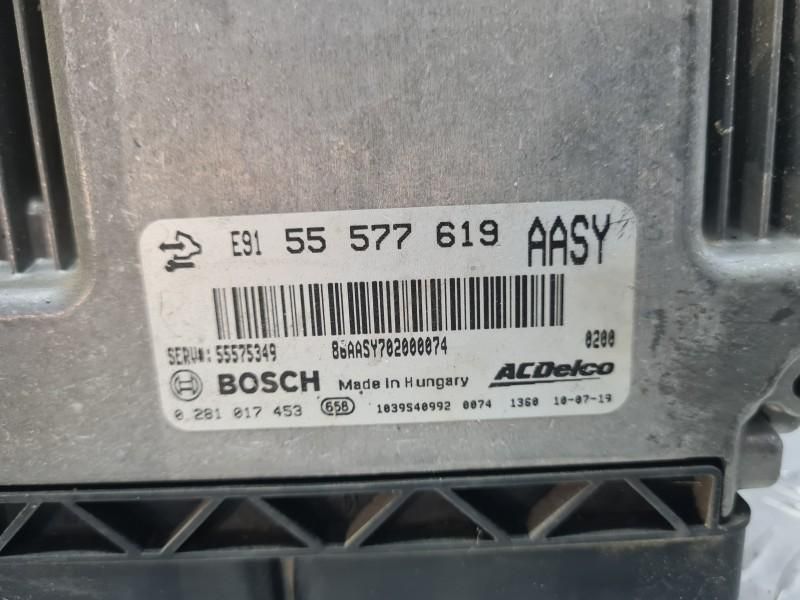 E91 55 577 619 AASY
SERV#: 55575349 86AASY702000074 0200
BOSCH Made in Hungary ACDelco
0 281 017 453 658 1039S40992 0074 1360 10-07-19